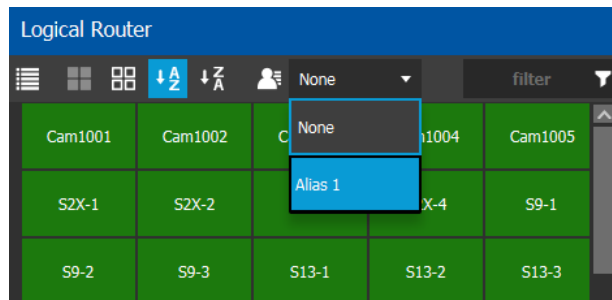 Logical Router
A Z Z A None filter
None
Alias 1
Cam1001 Cam1002 C 1004 Cam1005
S2X-1 S2X-2 X-4 S9-1
S9-2 S9-3 S13-1 S13-2 S13-3